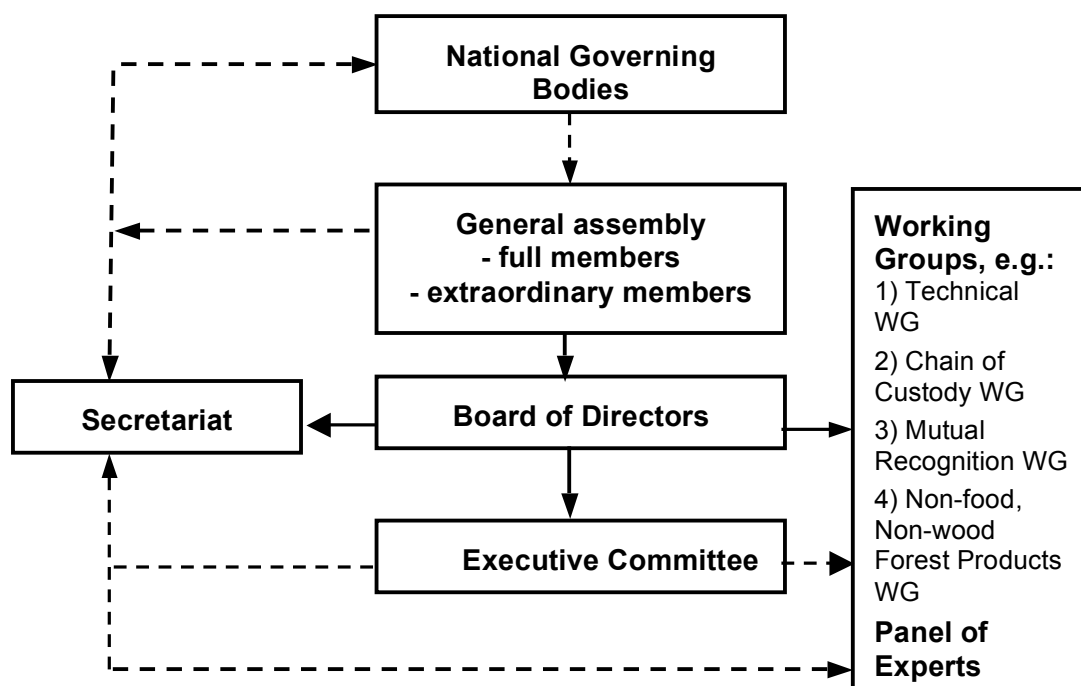 National Governing
Bodies
General assembly
- full members
- extraordinary members
Secretariat
Board of Directors
Executive Committee
Working
Groups, e.g.:
1) Technical
WG
2) Chain of
Custody WG
3) Mutual
Recognition WG
4) Non-food,
Non-wood
Forest Products
WG
Panel of
Experts